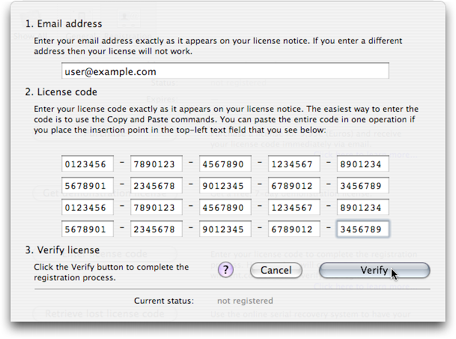 1. Email address
Enter your email address exactly as it appears on your license notice. If you enter a different
address then your license will not work.
user@example.com
2. License code
Enter your license code exactly as it appears on your license notice. The easiest way to enter the
code is to use the Copy and Paste commands. You can paste the entire code in one operation if
you place the insertion point in the top-left text field that you see below:
0123456 - 7890123 - 4567890 - 1234567 - 8901234
5678901 - 2345678 - 9012345 - 6789012 - 3456789
0123456 - 7890123 - 4567890 - 1234567 - 8901234
5678901 - 2345678 - 9012345 - 6789012 - 3456789
3. Verify license
Click the Verify button to complete the
registration process.
? Cancel Verify
Current status: not registered
Retrieve lost license code